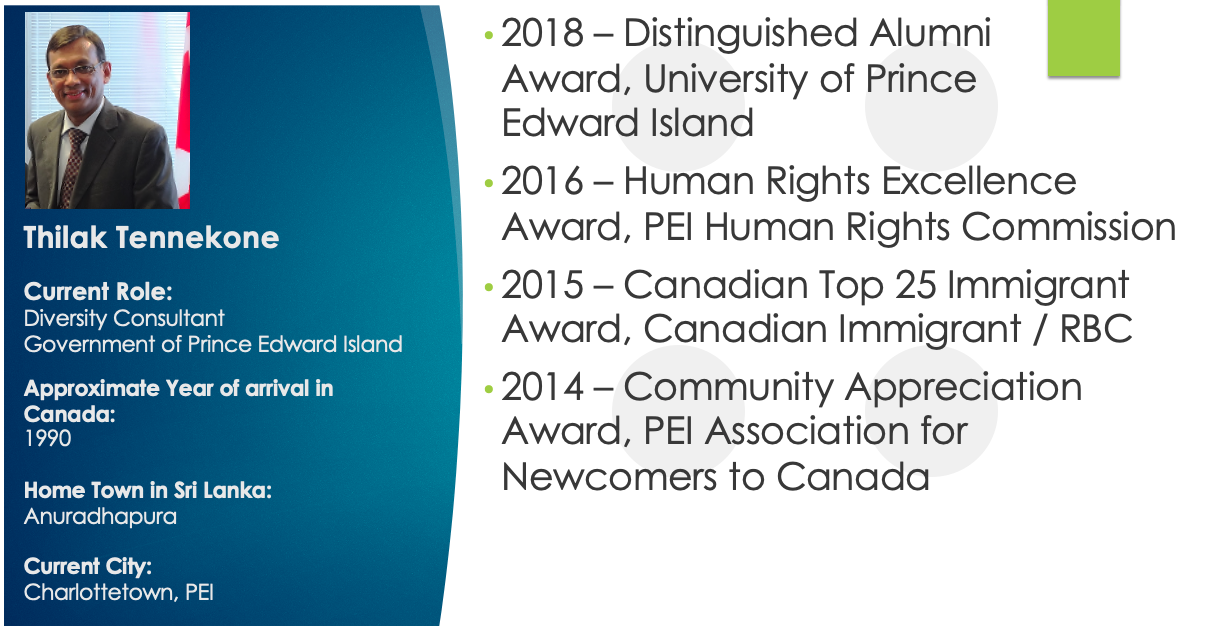 Thilak Tennekone
Current Role:
Diversity Consultant
Government of Prince Edward Island
Approximate Year of arrival in
Canada:
1990
Home Town in Sri Lanka:
Anuradhapura
Current City:
Charlottetown, PEI
• 2018 – Distinguished Alumni
Award, University of Prince
Edward Island
• 2016 – Human Rights Excellence
Award, PEI Human Rights Commission
• 2015 – Canadian Top 25 Immigrant
Award, Canadian Immigrant / RBC
• 2014 – Community Appreciation
Award, PEI Association for
Newcomers to Canada